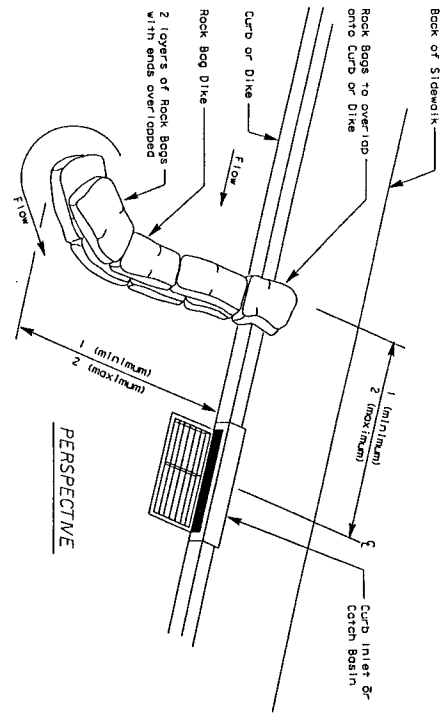 Back of Sidewalk
Rock Bags to overlap
onto Curb or Dike
Curb or Dike
Rock Bag Dike
2 layers of Rock Bags
with ends overlapped
Flow
Flow
1 (minimum)
2 (maximum)
1 (minimum)
2 (maximum)
℄
Curb Inlet or
Catch Basin
PERSPECTIVE